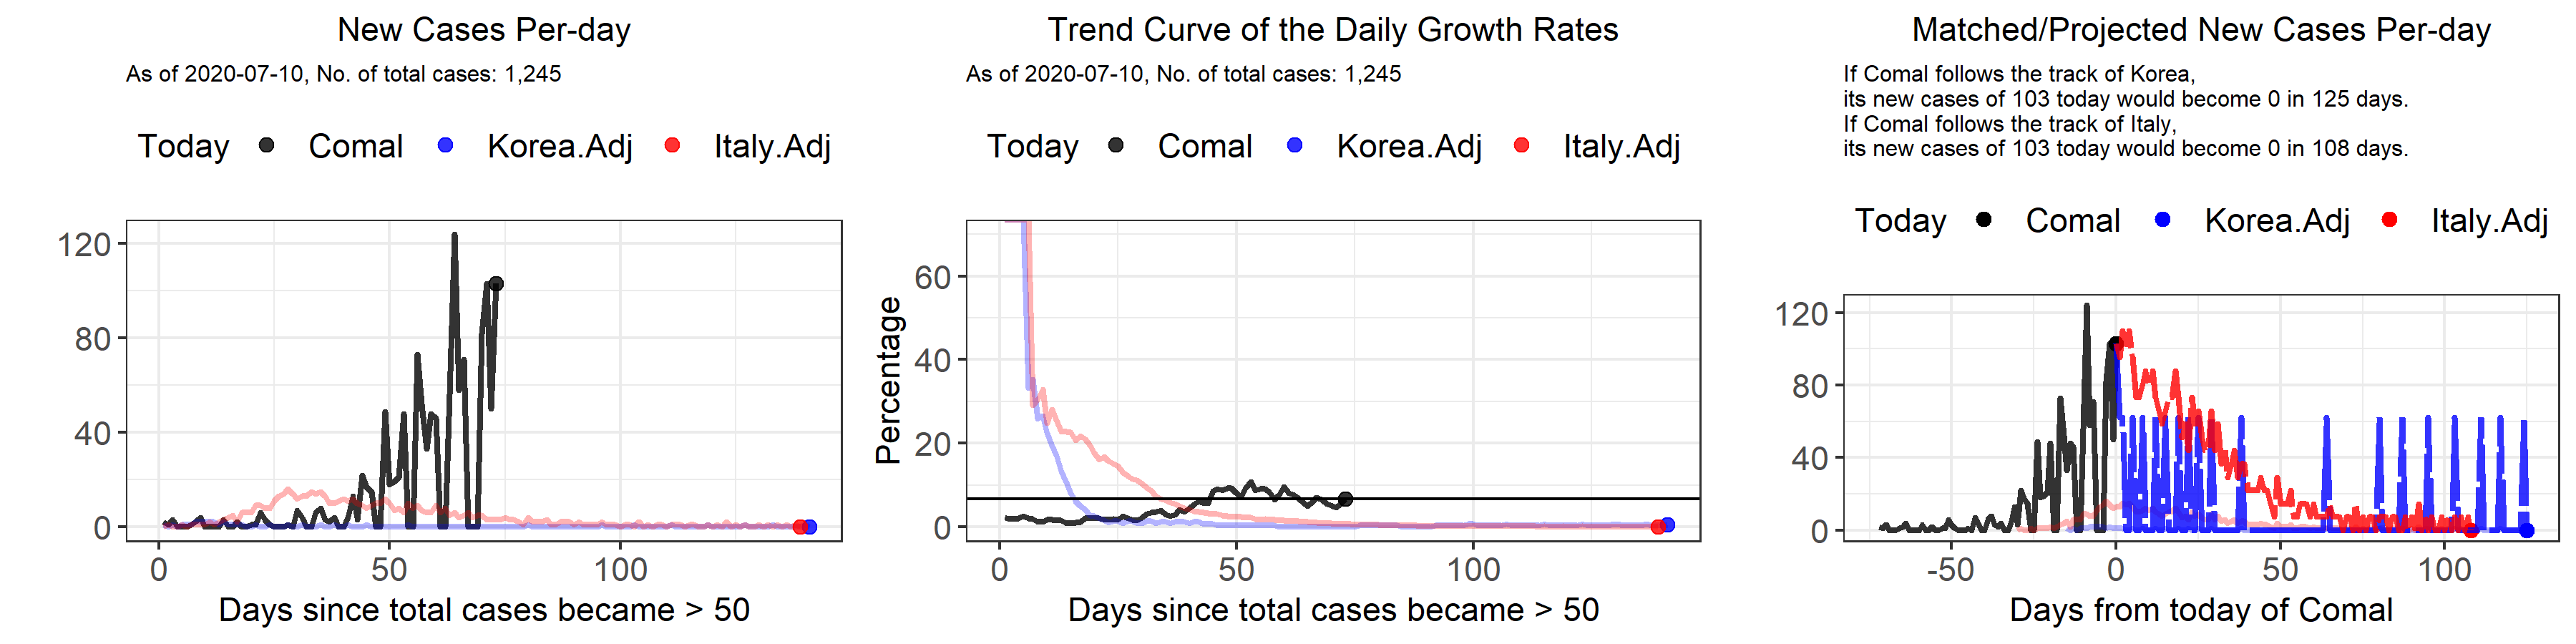 New Cases Per-day
As of 2020-07-10, No. of total cases: 1,245
Today Comal Korea.Adj Italy.Adj
120
80
40
0
0 50 100
Days since total cases became > 50
Trend Curve of the Daily Growth Rates
As of 2020-07-10, No. of total cases: 1,245
Today Comal Korea.Adj Italy.Adj
Percentage
60
40
20
0
0 50 100
Days since total cases became > 50
Matched/Projected New Cases Per-day
If Comal follows the track of Korea,
its new cases of 103 today would become 0 in 125 days.
If Comal follows the track of Italy,
its new cases of 103 today would become 0 in 108 days.
Today Comal Korea.Adj Italy.Adj
120
80
40
0
-50 0 50 100
Days from today of Comal